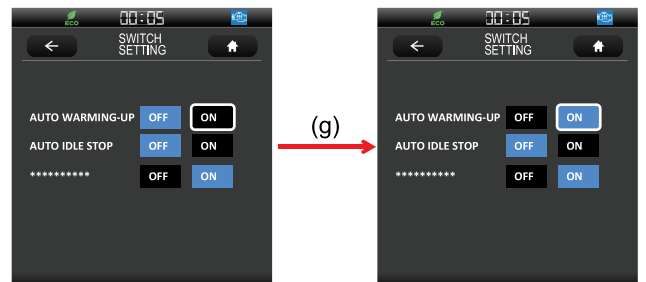 ECO 00:05
SWITCH
SETTING
AUTO WARMING-UP OFF ON
AUTO IDLE STOP OFF ON
********** OFF ON
(g)
ECO 00:05
SWITCH
SETTING
AUTO WARMING-UP OFF ON
AUTO IDLE STOP OFF ON
********** OFF ON